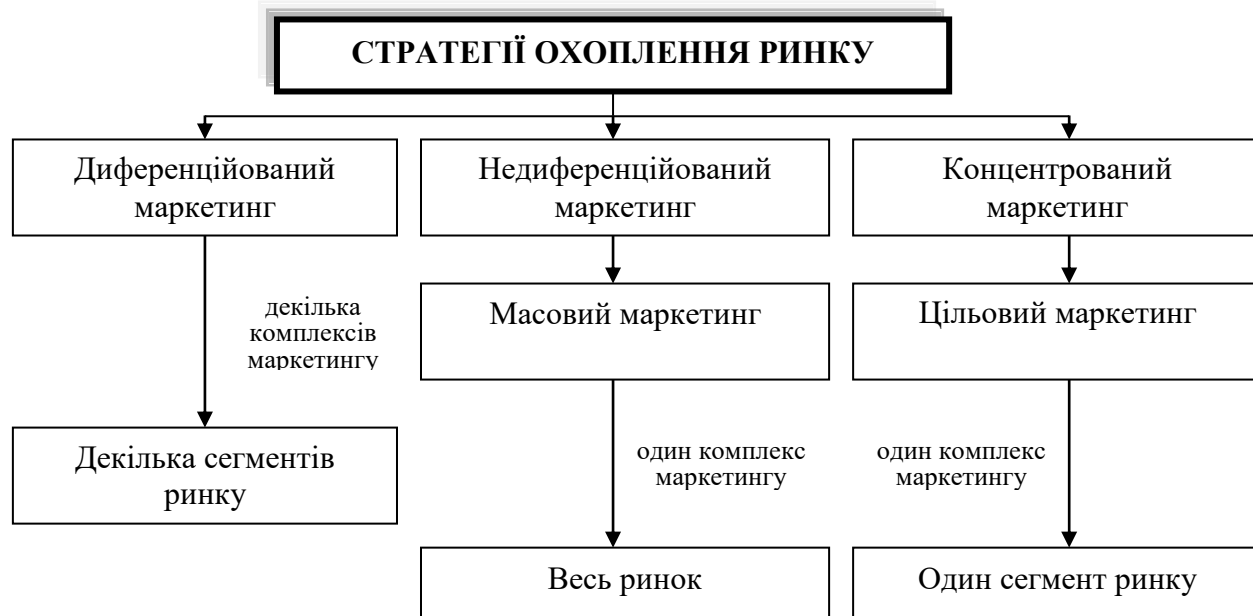 СТРАТЕГІЇ ОХОПЛЕННЯ РИНКУ
Диференційований
маркетинг
Недиференційований
маркетинг
Концентрований
маркетинг
декілька
комплексів
маркетингу
Масовий маркетинг
Цільовий маркетинг
Декілька сегментів
ринку
один комплекс
маркетингу
один комплекс
маркетингу
Весь ринок
Один сегмент ринку